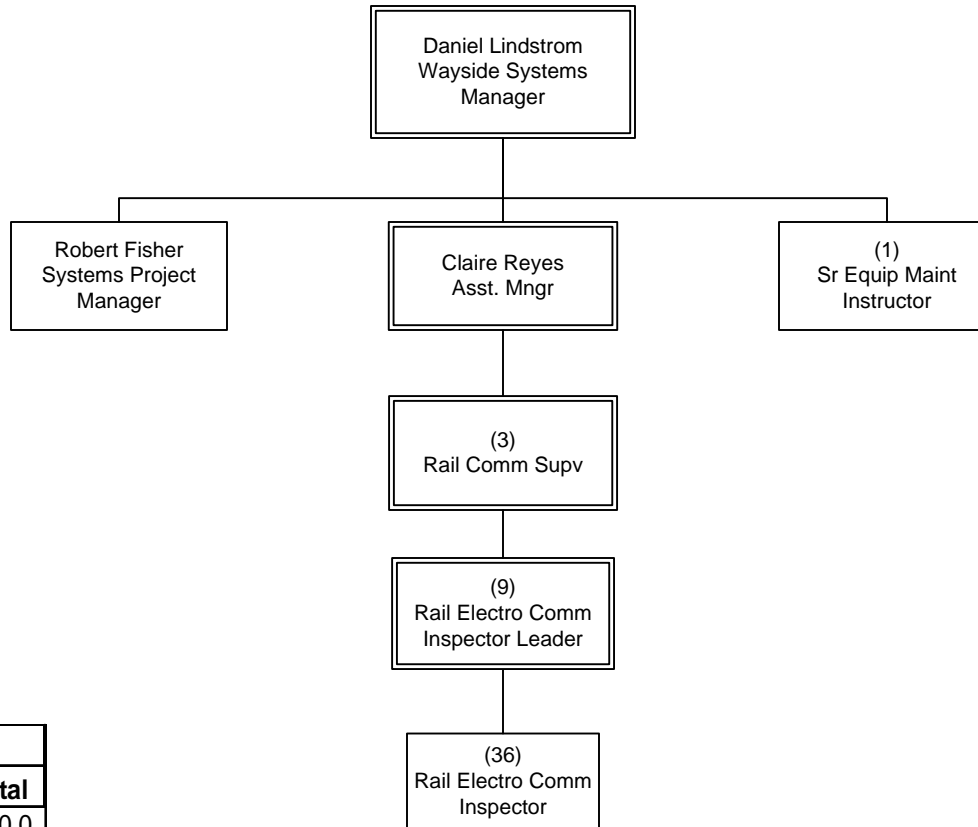 Daniel Lindstrom
Wayside Systems
Manager
Robert Fisher
Systems Project
Manager
Claire Reyes
Asst. Mngr
(1)
Sr Equip Maint
Instructor
(3)
Rail Comm Supv
(9)
Rail Electro Comm
Inspector Leader
(36)
Rail Electro Comm
Inspector